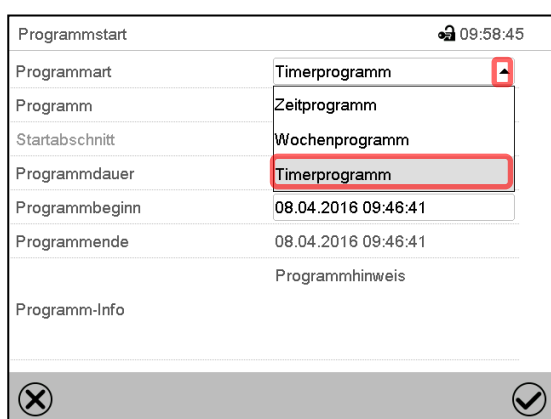 Programmstart 09:58:45
Programmart Timerprogramm
Programm Zeitprogramm
Startabschnitt Wochenprogramm
Programmdauer Timerprogramm
Programmbeginn 08.04.2016 09:46:41
Programmende 08.04.2016 09:46:41
Programmhinweis
Programm-Info